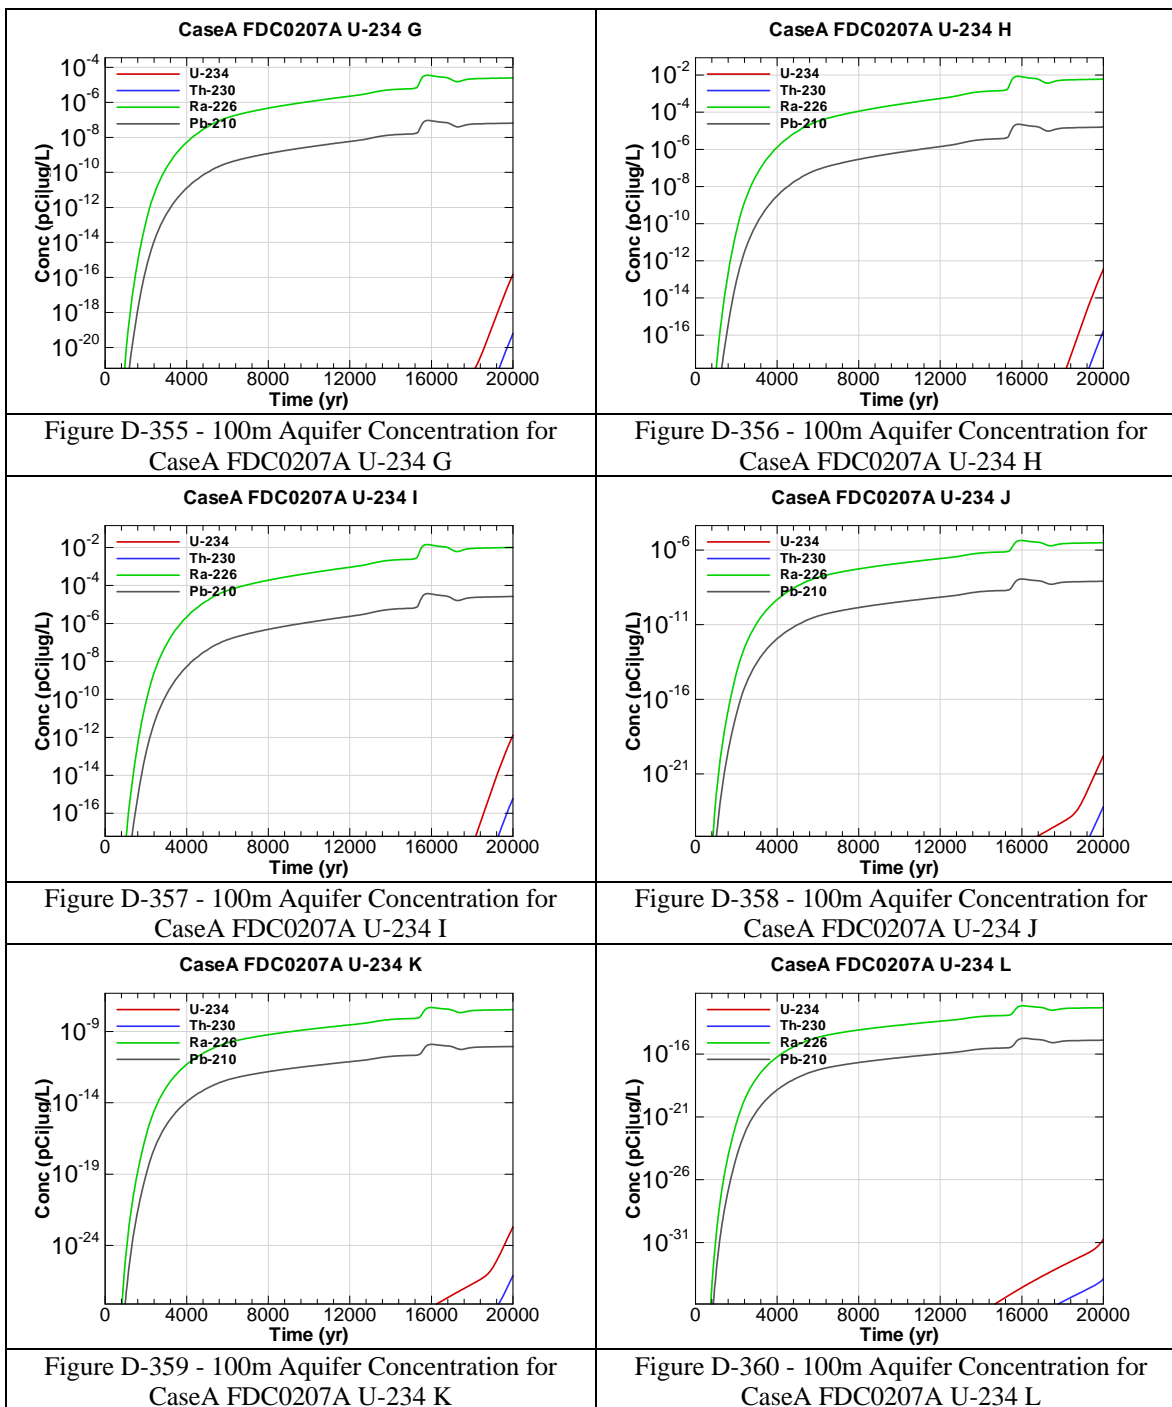 CaseA FDC0207A U-234 G
U-234
Th-230
Ra-226
Pb-210
Conc (pCi|ug/L)
10-4
10-6
10-8
10-10
10-12
10-14
10-16
10-18
10-20
0 4000 8000 12000 16000 20000
Time (yr)
Figure D-355 - 100m Aquifer Concentration for
CaseA FDC0207A U-234 G
CaseA FDC0207A U-234 H
U-234
Th-230
Ra-226
Pb-210
Conc (pCi|ug/L)
10-2
10-4
10-6
10-8
10-10
10-12
10-14
10-16
0 4000 8000 12000 16000 20000
Time (yr)
Figure D-356 - 100m Aquifer Concentration for
CaseA FDC0207A U-234 H
CaseA FDC0207A U-234 I
U-234
Th-230
Ra-226
Pb-210
Conc (pCi|ug/L)
10-2
10-4
10-6
10-8
10-10
10-12
10-14
10-16
0 4000 8000 12000 16000 20000
Time (yr)
Figure D-357 - 100m Aquifer Concentration for
CaseA FDC0207A U-234 I
CaseA FDC0207A U-234 J
U-234
Th-230
Ra-226
Pb-210
Conc (pCi|ug/L)
10-6
10-11
10-16
10-21
0 4000 8000 12000 16000 20000
Time (yr)
Figure D-358 - 100m Aquifer Concentration for
CaseA FDC0207A U-234 J
CaseA FDC0207A U-234 K
U-234
Th-230
Ra-226
Pb-210
Conc (pCi|ug/L)
10-9
10-14
10-19
10-24
0 4000 8000 12000 16000 20000
Time (yr)
Figure D-359 - 100m Aquifer Concentration for
CaseA FDC0207A U-234 K
CaseA FDC0207A U-234 L
U-234
Th-230
Ra-226
Pb-210
Conc (pCi|ug/L)
10-16
10-21
10-26
10-31
0 4000 8000 12000 16000 20000
Time (yr)
Figure D-360 - 100m Aquifer Concentration for
CaseA FDC0207A U-234 L